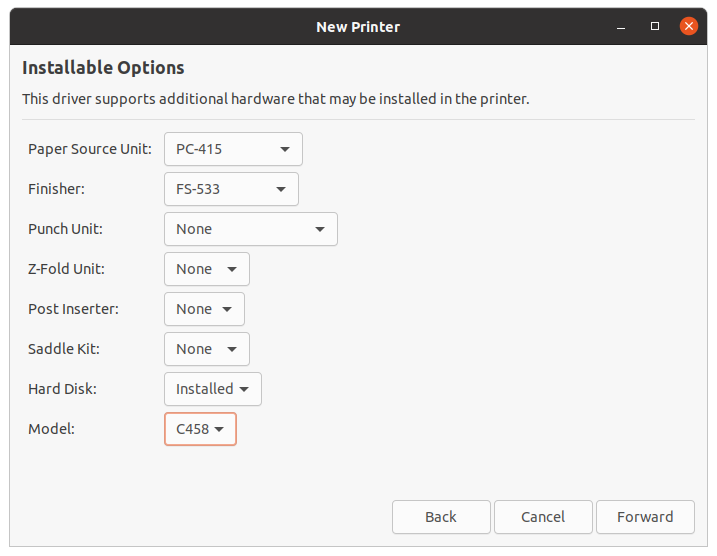 New Printer
Installable Options
This driver supports additional hardware that may be installed in the printer.
Paper Source Unit: PC-415
Finisher: FS-533
Punch Unit: None
Z-Fold Unit: None
Post Inserter: None
Saddle Kit: None
Hard Disk: Installed
Model: C458
Back Cancel Forward